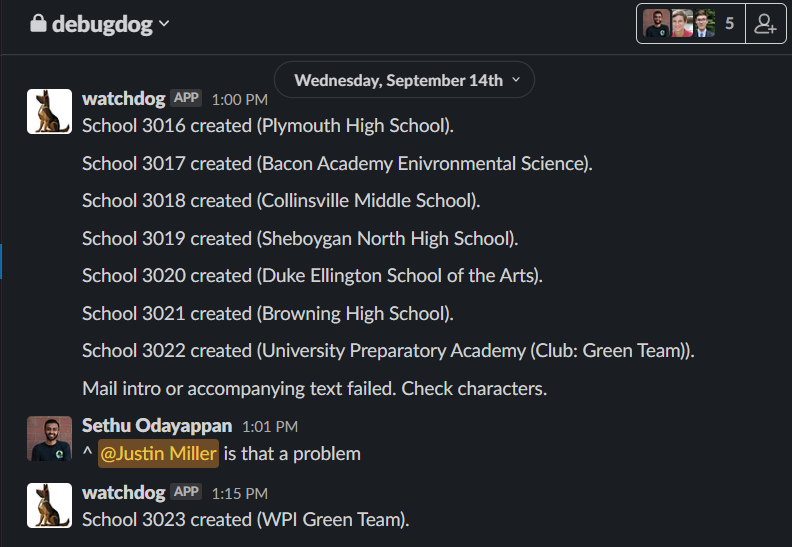 debugdog
5
Wednesday, September 14th
watchdog APP 1:00 PM
School 3016 created (Plymouth High School).
School 3017 created (Bacon Academy Enivronmental Science).
School 3018 created (Collinsville Middle School).
School 3019 created (Sheboygan North High School).
School 3020 created (Duke Ellington School of the Arts).
School 3021 created (Browning High School).
School 3022 created (University Preparatory Academy (Club: Green Team)).
Mail intro or accompanying text failed. Check characters.
Sethu Odayappan 1:01 PM
^ @Justin Miller is that a problem
watchdog APP 1:15 PM
School 3023 created (WPI Green Team).